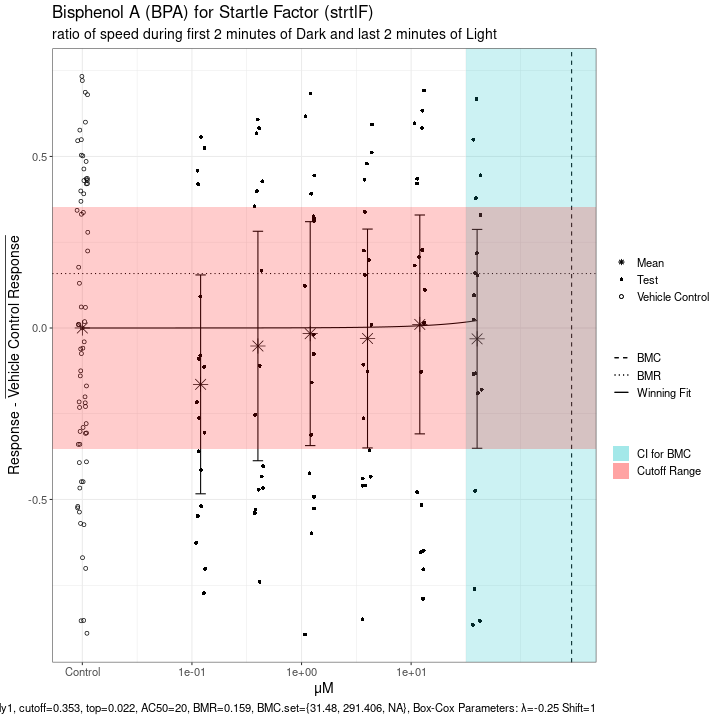 Bisphenol A (BPA) for Startle Factor (strtlF)
ratio of speed during first 2 minutes of Dark and last 2 minutes of Light
Response - Vehicle Control Response
0.5
0.0
-0.5
Control
1e-01
1e+00
1e+01
μM
Mean
Test
Vehicle Control
BMC
BMR
Winning Fit
CI for BMC
Cutoff Range
cutoff=0.353, top=0.022, AC50=20, BMR=0.159, BMC.set={31.48, 291.406, NA}, Box-Cox Parameters: λ=-0.25 Shift=1